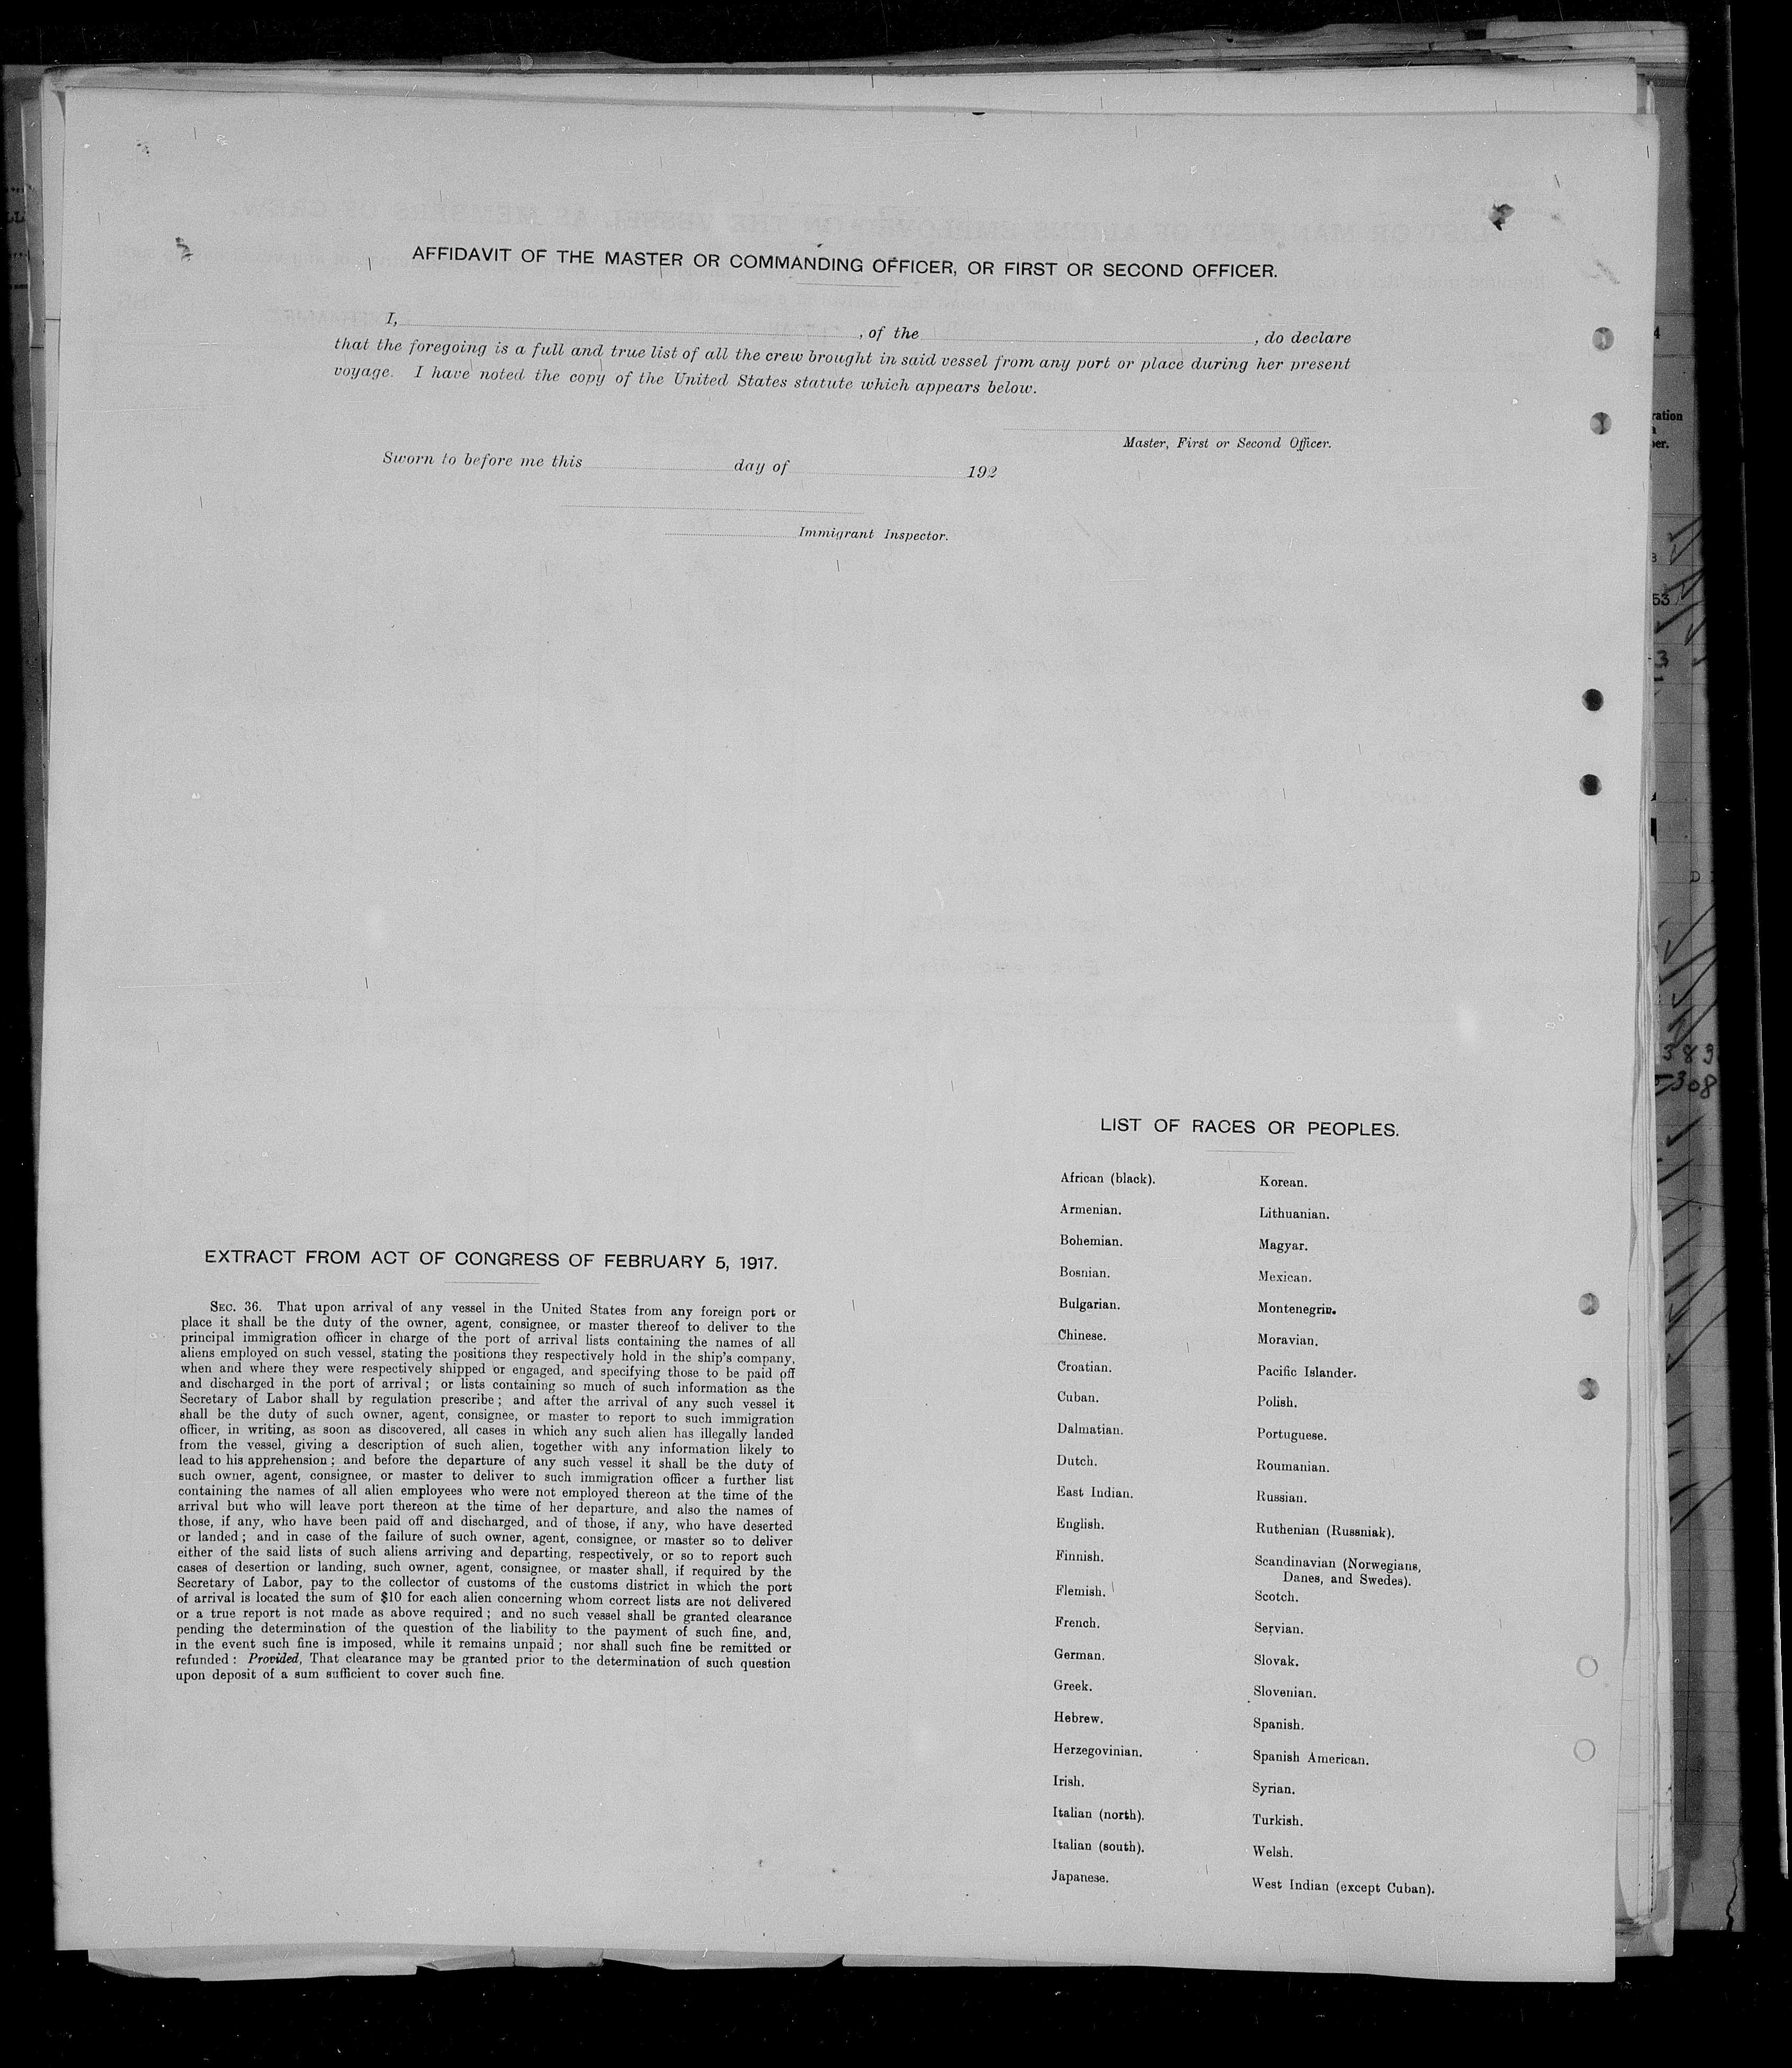 AFFIDAVIT OF THE MASTER OR COMMANDING OFFICER, OR FIRST OR SECOND OFFICER.
I, , of the , do declare
that the foregoing is a full and true list of all the crew brought in said vessel from any port or place during her present
voyage. I have noted the copy of the United States statute which appears below.
Master, First or Second Officer.
Sworn to before me this day of 192
Immigrant Inspector.
EXTRACT FROM ACT OF CONGRESS OF FEBRUARY 5, 1917.
SEC. 36. That upon arrival of any vessel in the United States from any foreign port or
place it shall be the duty of the owner, agent, consignee, or master thereof to deliver to the
principal immigration officer in charge of the port of arrival lists containing the names of all
aliens employed on such vessel, stating the positions they respectively hold in the ship's company,
when and where they were respectively shipped or engaged, and specifying those to be paid off
and discharged in the port of arrival; or lists containing so much of such information as the
Secretary of Labor shall by regulation prescribe; and after the arrival of any such vessel it
shall be the duty of such owner, agent, consignee, or master to report to such immigration
officer, in writing, as soon as discovered, all cases in which any such alien has illegally landed
from the vessel, giving a description of such alien, together with any information likely to
lead to his apprehension; and before the departure of any such vessel it shall be the duty of
such owner, agent, consignee, or master to deliver to such immigration officer a further list
containing the names of all alien employees who were not employed thereon at the time of the
arrival but who will leave port thereon at the time of her departure, and also the names of
those, if any, who have been paid off and discharged, and of those, if any, who have deserted
or landed; and in case of the failure of such owner, agent, consignee, or master so to deliver
either of the said lists of such aliens arriving and departing, respectively, or so to report such
cases of desertion or landing, such owner, agent, consignee, or master shall, if required by the
Secretary of Labor, pay to the collector of customs of the customs district in which the port
of arrival is located the sum of $10 for each alien concerning whom correct lists are not delivered
or a true report is not made as above required; and no such vessel shall be granted clearance
pending the determination of the question of the liability to the payment of such fine, and,
in the event such fine is imposed, while it remains unpaid; nor shall such fine be remitted or
refunded: Provided, That clearance may be granted prior to the determination of such question
upon deposit of a sum sufficient to cover such fine.
LIST OF RACES OR PEOPLES.
African (black).
Armenian.
Bohemian.
Bosnian.
Bulgarian.
Chinese.
Croatian.
Cuban.
Dalmatian.
Dutch.
East Indian.
English.
Finnish.
Flemish.
French.
German.
Greek.
Hebrew.
Herzegovinian.
Irish.
Italian (north).
Italian (south).
Japanese.
Korean.
Lithuanian.
Magyar.
Mexican.
Montenegrin.
Moravian.
Pacific Islander.
Polish.
Portuguese.
Roumanian.
Russian.
Ruthenian (Russniak).
Scandinavian (Norwegians,
Danes, and Swedes).
Scotch.
Servian.
Slovak.
Slovenian.
Spanish.
Spanish American.
Syrian.
Turkish.
Welsh.
West Indian (except Cuban).